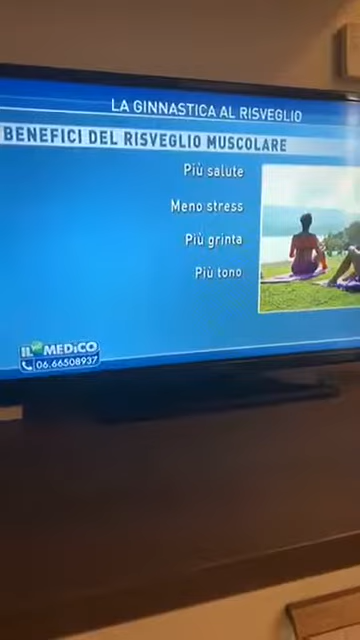 LA GINNASTICA AL RISVEGLIO
BENEFICI DEL RISVEGLIO MUSCOLARE
Più salute
Meno stress
Più grinta
Più tono
IL MEDICO
06.66508937